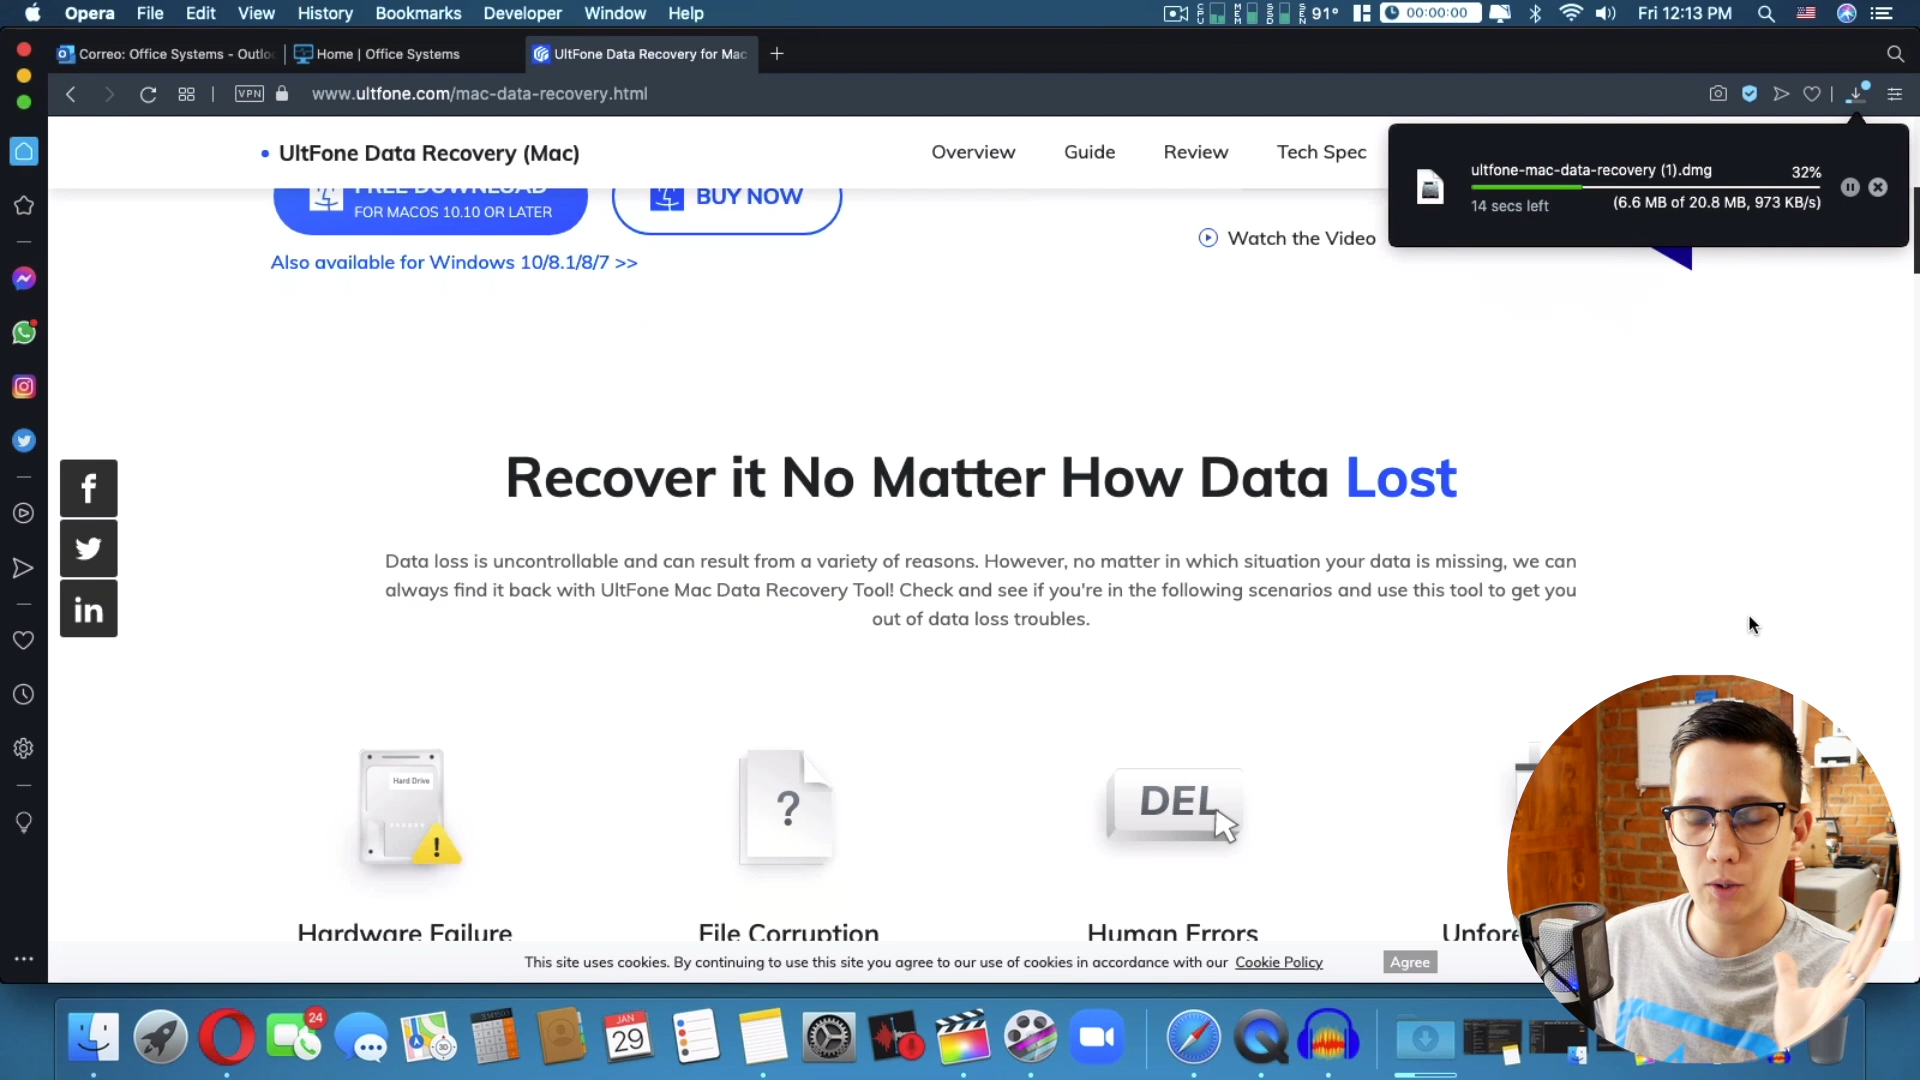 Opera File Edit View History Bookmarks Developer Window Help
91° 00:00:00 Fri 12:13 PM
Correo: Office Systems - Outlo
Home | Office Systems
UltFone Data Recovery for Mac
VPN www.ultfone.com/mac-data-recovery.html
UltFone Data Recovery (Mac)
Overview Guide Review Tech Spec
ultfone-mac-data-recovery (1).dmg 32%
14 secs left (6.6 MB of 20.8 MB, 973 KB/s)
FREE DOWNLOAD
FOR MACOS 10.10 OR LATER
BUY NOW
Watch the Video
Also available for Windows 10/8.1/8/7 >>
Recover it No Matter How Data Lost
Data loss is uncontrollable and can result from a variety of reasons. However, no matter in which situation your data is missing, we can
always find it back with UltFone Mac Data Recovery Tool! Check and see if you're in the following scenarios and use this tool to get you
out of data loss troubles.
Hard Drive
?
DEL
Hardware Failure
File Corruption
Human Errors
Unfore
This site uses cookies. By continuing to use this site you agree to our use of cookies in accordance with our Cookie Policy
Agree
24
JAN
29
3D